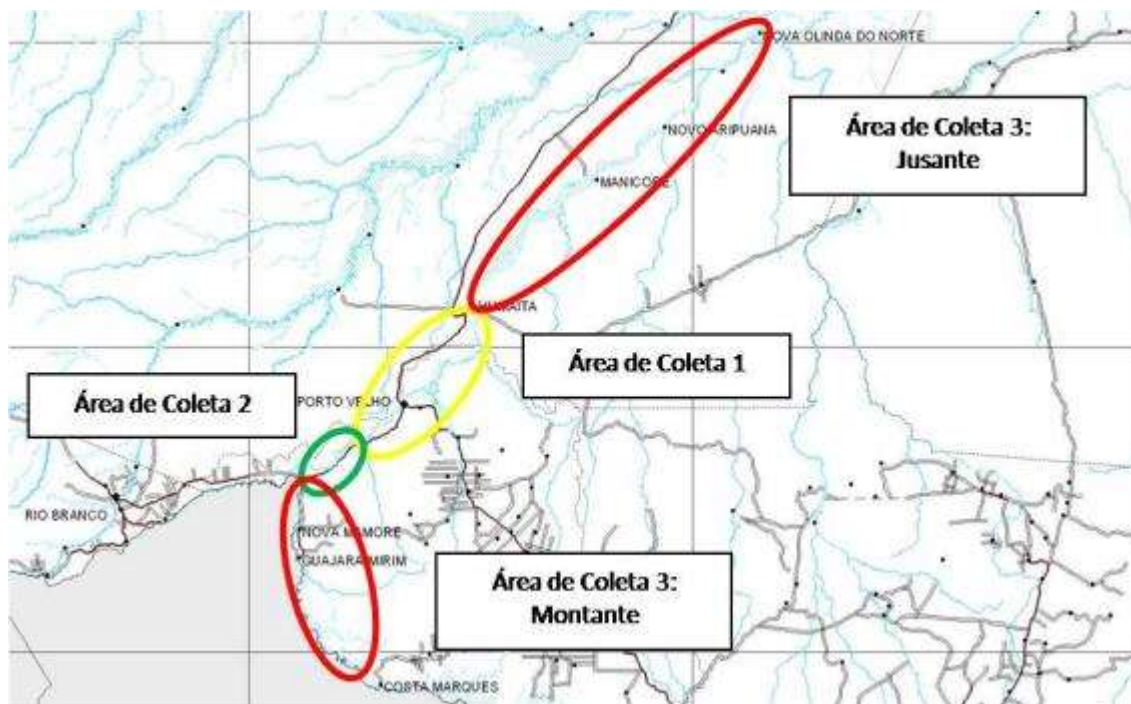 NOVA OLINDA DO NORTE
Área de Coleta 3:
Jusante
NOVO ARIPUANA
MANICORE
HUMAITA
Área de Coleta 1
Área de Coleta 2
PORTO VELHO
RIO BRANCO
NOVA MAMORE
GUAJARA-MIRIM
Área de Coleta 3:
Montante
COSTA MARQUES